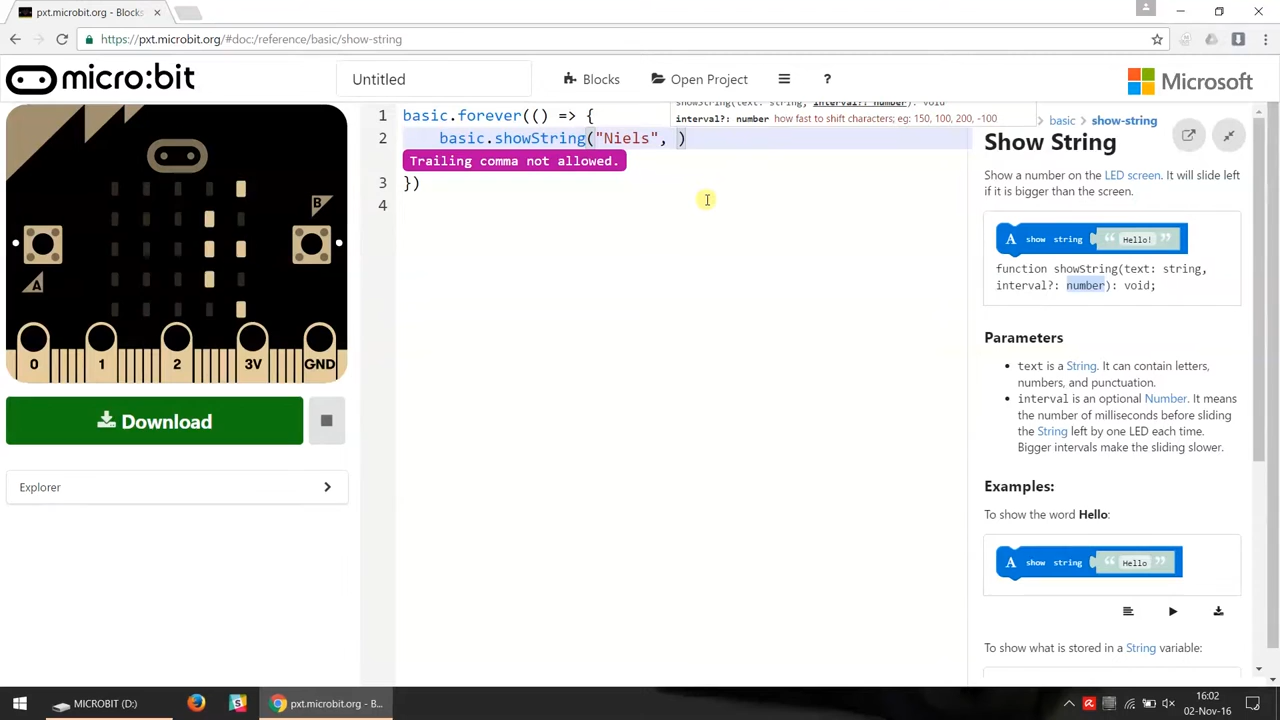 pxt.microbit.org - Blocks
https://pxt.microbit.org/#doc:/reference/basic/show-string
micro:bit
Untitled
Blocks
Open Project
?
Microsoft
B
A
0 1 2 3V GND
Download
Explorer
1 basic.forever(() => {
2 basic.showString("Niels", )
Trailing comma not allowed.
3 })
4
showString(text: string, interval?: number): void
interval?: number how fast to shift characters; eg: 150, 100, 200, -100
basic > show-string
Show String
Show a number on the LED screen. It will slide left
if it is bigger than the screen.
A show string “ Hello! ”
function showString(text: string,
interval?: number): void;
Parameters
• text is a String. It can contain letters,
numbers, and punctuation.
• interval is an optional Number. It means
the number of milliseconds before sliding
the String left by one LED each time.
Bigger intervals make the sliding slower.
Examples:
To show the word Hello:
A show string “ Hello ”
To show what is stored in a String variable:
MICROBIT (D:)
pxt.microbit.org - B...
16:02
02-Nov-16